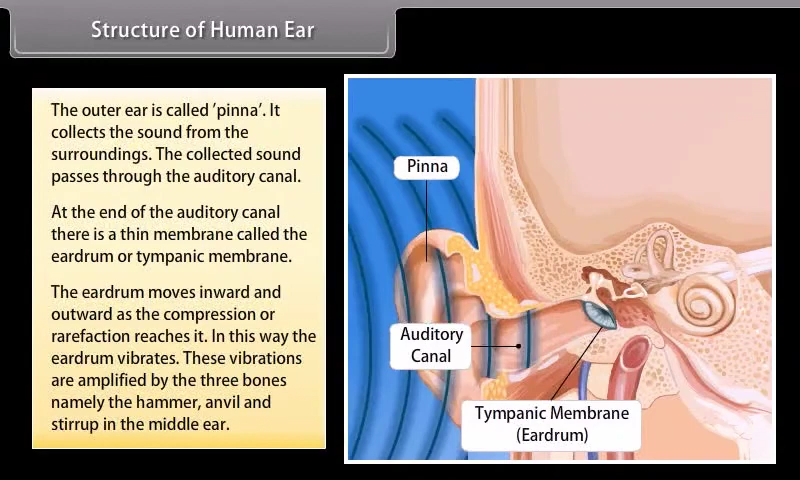 Structure of Human Ear
The outer ear is called 'pinna'. It
collects the sound from the
surroundings. The collected sound
passes through the auditory canal.
At the end of the auditory canal
there is a thin membrane called the
eardrum or tympanic membrane.
The eardrum moves inward and
outward as the compression or
rarefaction reaches it. In this way the
eardrum vibrates. These vibrations
are amplified by the three bones
namely the hammer, anvil and
stirrup in the middle ear.
Pinna
Auditory
Canal
Tympanic Membrane
(Eardrum)